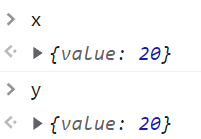 > x
<· ▶ {value: 20}
> y
<· ▶ {value: 20}